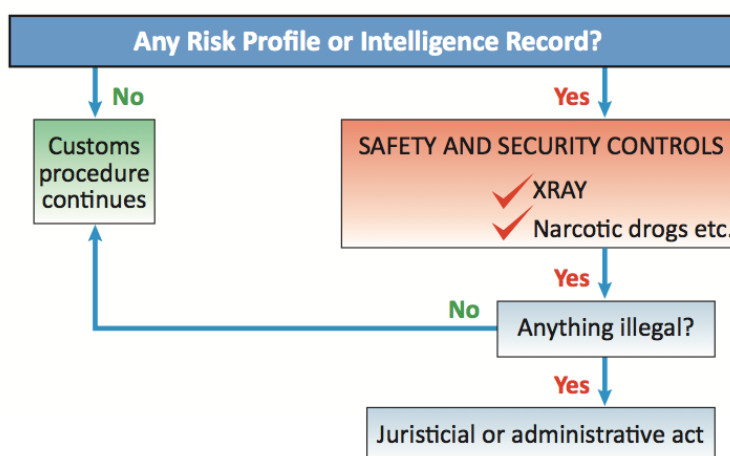 Any Risk Profile or Intelligence Record?
No
Yes
Customs
procedure
continues
SAFETY AND SECURITY CONTROLS
XRAY
Narcotic drugs etc.
Yes
No
Anything illegal?
Yes
Juristicial or administrative act